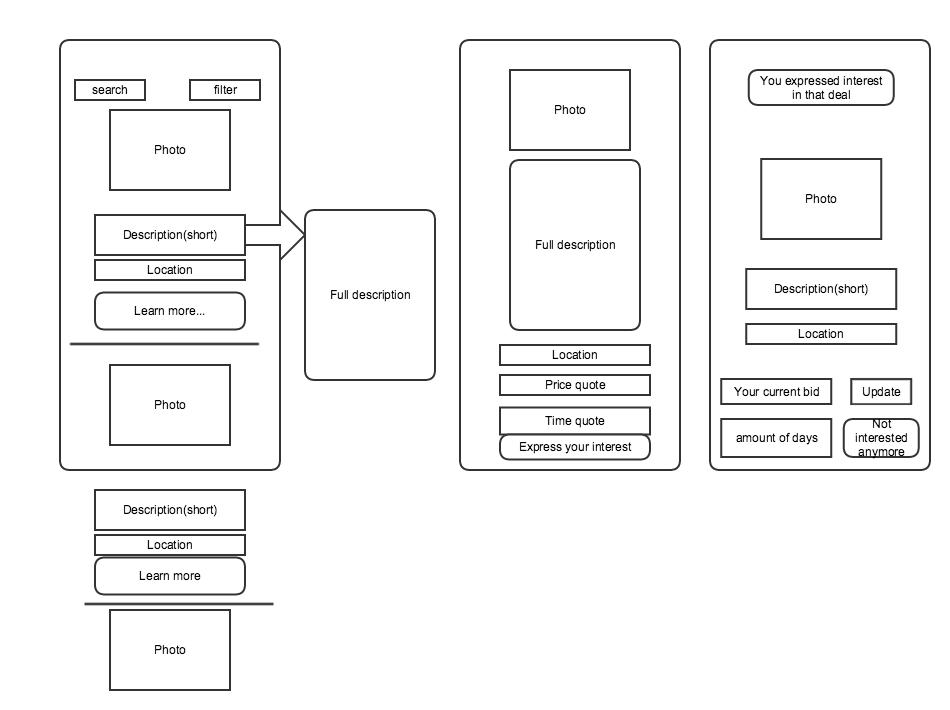 search
filter
Photo
Description(short)
Location
Learn more...
Photo
Description(short)
Location
Learn more
Photo
Full description
Photo
Full description
Location
Price quote
Time quote
Express your interest
You expressed interest
in that deal
Photo
Description(short)
Location
Your current bid
Update
amount of days
Not
interested
anymore